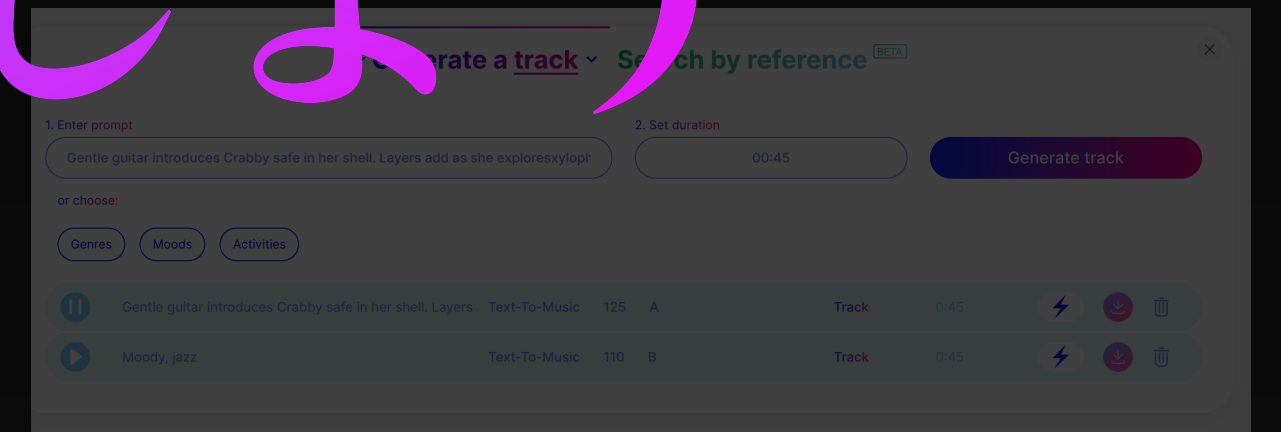 Generate a track Search by reference BETA
1. Enter prompt 2. Set duration
Gentle guitar introduces Crabby safe in her shell. Layers add as she exploresxyloph 00:45 Generate track
or choose:
Genres Moods Activities
Gentle guitar introduces Crabby safe in her shell. Layers Text-To-Music 125 A Track 0:45
Moody, jazz Text-To-Music 110 B Track 0:45